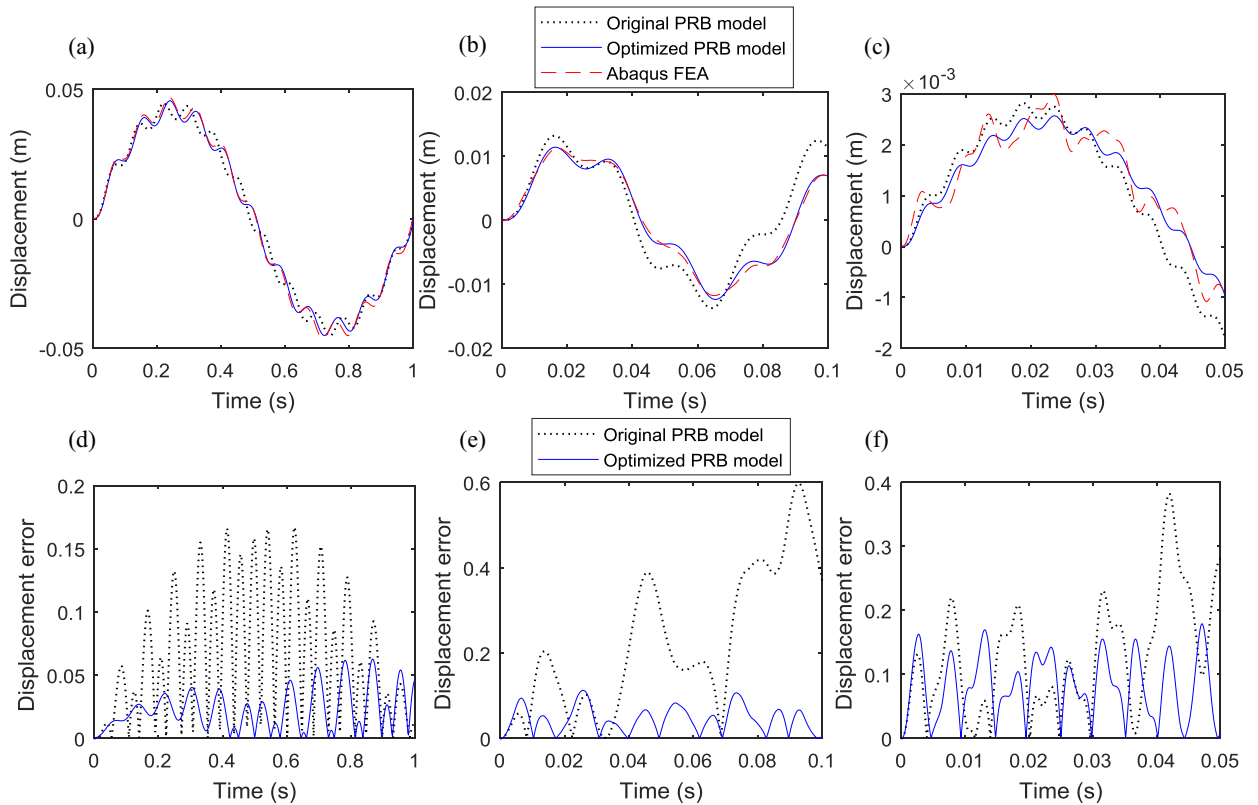 Original PRB model
Optimized PRB model
Abaqus FEA
(a)
0.05
0
-0.05
Displacement (m)
0
0.2
0.4
0.6
0.8
1
Time (s)
(b)
0.02
0.01
0
-0.01
-0.02
Displacement (m)
0
0.02
0.04
0.06
0.08
0.1
Time (s)
(c)
× 10⁻³
3
2
1
0
-1
-2
Displacement (m)
0
0.01
0.02
0.03
0.04
0.05
Time (s)
Original PRB model
Optimized PRB model
(d)
0.2
0.15
0.1
0.05
0
Displacement error
0
0.2
0.4
0.6
0.8
1
Time (s)
(e)
0.6
0.4
0.2
0
Displacement error
0
0.02
0.04
0.06
0.08
0.1
Time (s)
(f)
0.4
0.3
0.2
0.1
0
Displacement error
0
0.01
0.02
0.03
0.04
0.05
Time (s)